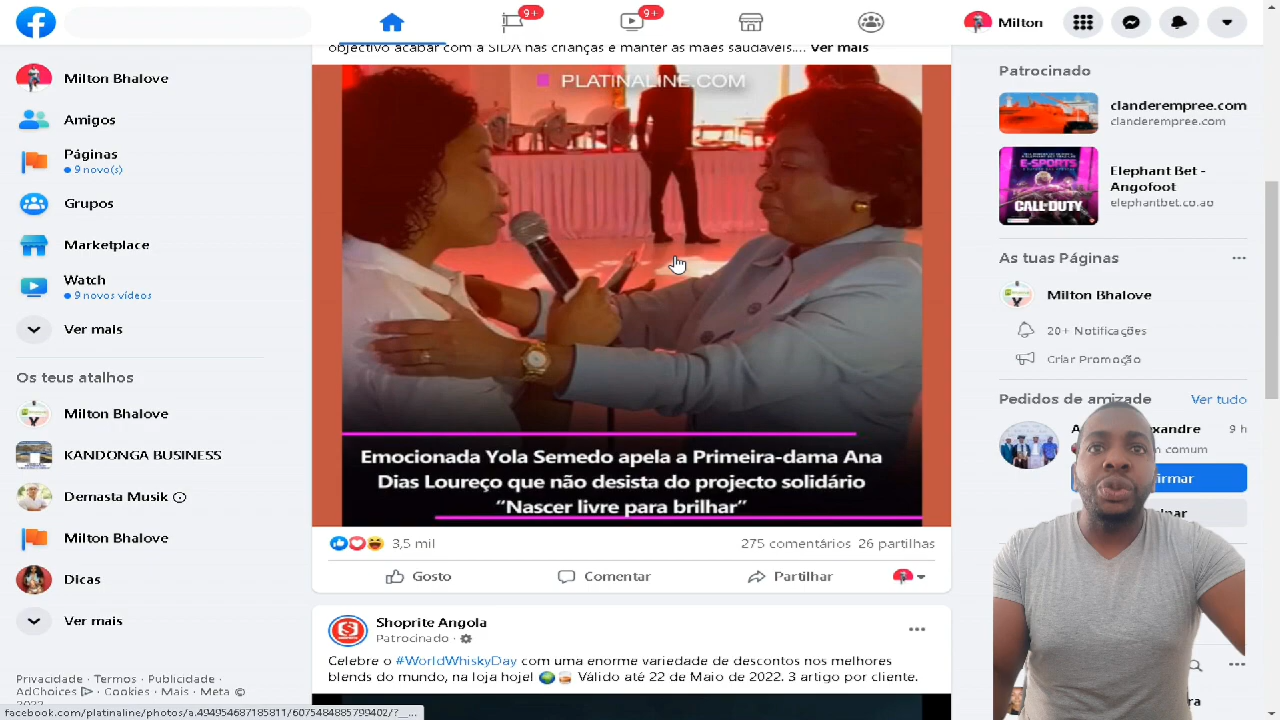 9+
9+
Milton
Milton Bhalove
Amigos
Páginas
9 novo(s)
Grupos
Marketplace
Watch
9 novos vídeos
Ver mais
Os teus atalhos
Milton Bhalove
KANDONGA BUSINESS
Demasta Musik
Milton Bhalove
DIcas
Ver mais
Privacidade · Termos · Publicidade ·
AdChoices · Cookies · Mais · Meta ©
facebook.com/platinaline/photos/a.494954687185811/6075484885799402/?__...
objectivo acabar com a SIDA nas crianças e manter as mães saudáveis.... Ver mais
PLATINALINE.COM
Emocionada Yola Semedo apela a Primeira-dama Ana
Dias Loureço que não desista do projecto solidário
“Nascer livre para brilhar”
3,5 mil
275 comentários 26 partilhas
Gosto
Comentar
Partilhar
Shoprite Angola
Patrocinado ·
Celebre o #WorldWhiskyDay com uma enorme variedade de descontos nos melhores
blends do mundo, na loja hoje! Válido até 22 de Maio de 2022. 3 artigo por cliente.
Patrocinado
clanderempree.com
clanderempree.com
E-SPORTS
CALL·DUTY
Elephant Bet -
Angofoot
elephantbet.co.ao
As tuas Páginas
Milton Bhalove
20+ Notificações
Criar Promoção
Pedidos de amizade
Ver tudo
9 h